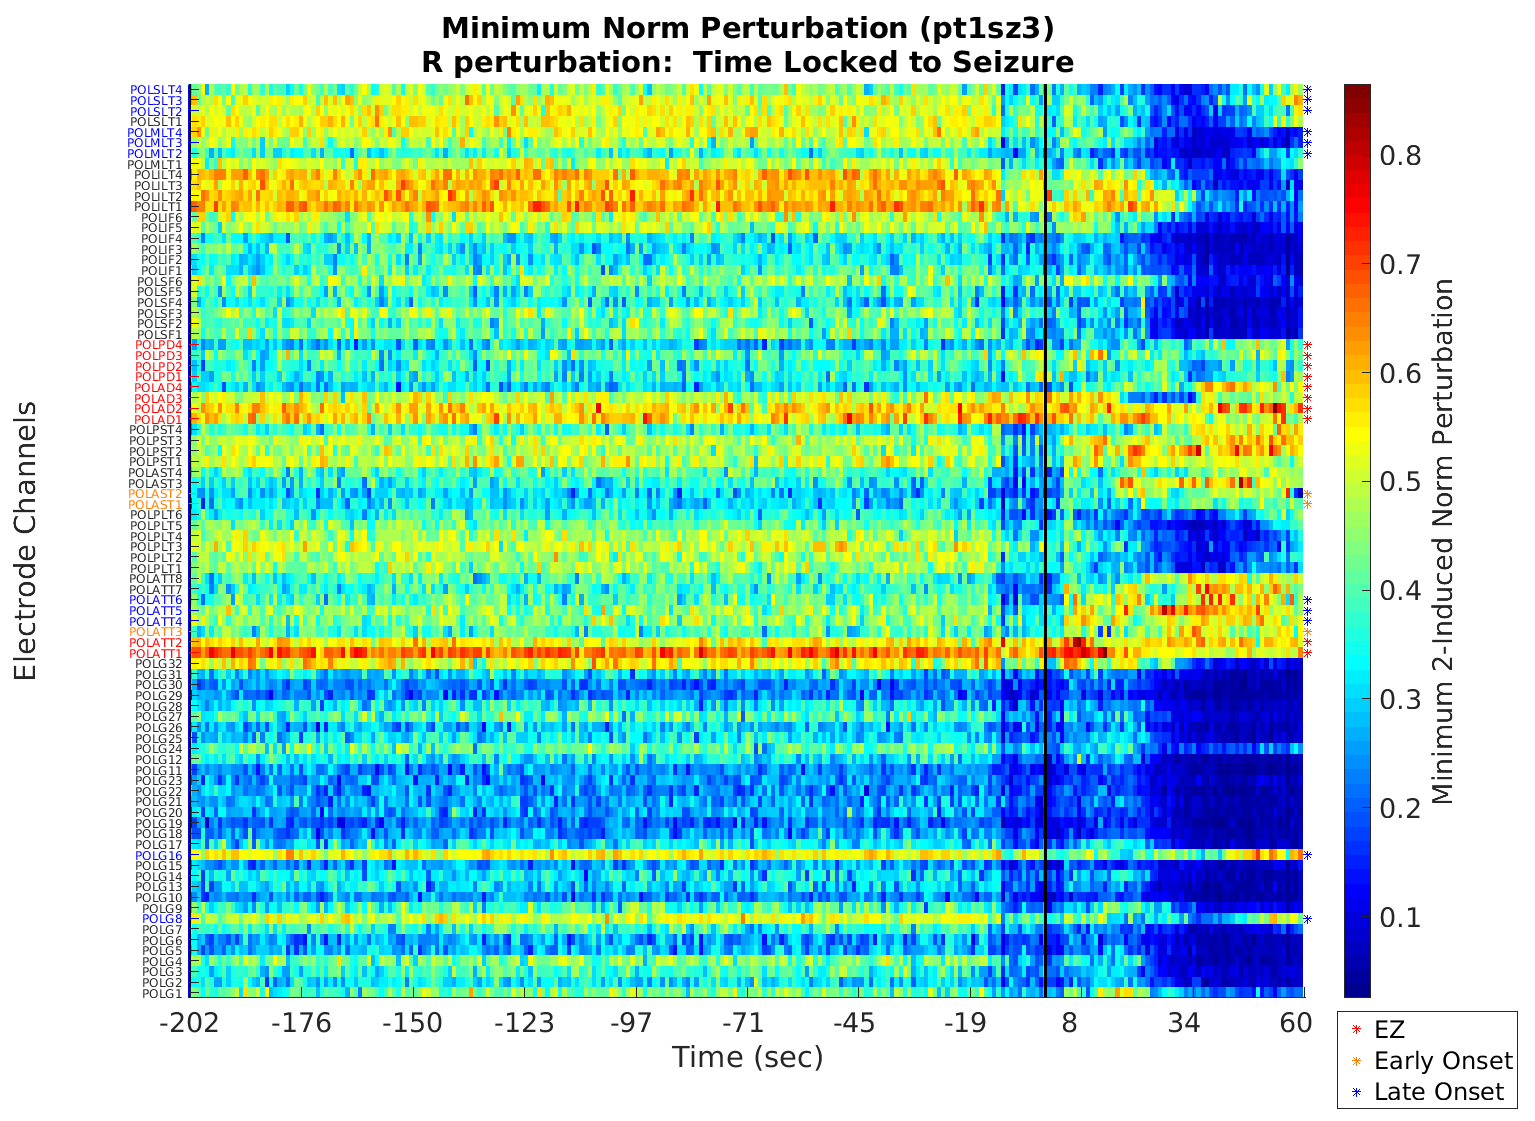 Minimum Norm Perturbation (pt1sz3)
R perturbation:  Time Locked to Seizure
Electrode Channels
POLSLT4
POLSLT3
POLSLT2
POLSLT1
POLMLT4
POLMLT3
POLMLT2
POLMLT1
POLILT4
POLILT3
POLILT2
POLILT1
POLIF6
POLIF5
POLIF4
POLIF3
POLIF2
POLIF1
POLSF6
POLSF5
POLSF4
POLSF3
POLSF2
POLSF1
POLPD4
POLPD3
POLPD2
POLPD1
POLAD4
POLAD3
POLAD2
POLAD1
POLPST4
POLPST3
POLPST2
POLPST1
POLAST4
POLAST3
POLAST2
POLAST1
POLPLT6
POLPLT5
POLPLT4
POLPLT3
POLPLT2
POLPLT1
POLATT8
POLATT7
POLATT6
POLATT5
POLATT4
POLATT3
POLATT2
POLATT1
POLG32
POLG31
POLG30
POLG29
POLG28
POLG27
POLG26
POLG25
POLG24
POLG12
POLG11
POLG23
POLG22
POLG21
POLG20
POLG19
POLG18
POLG17
POLG16
POLG15
POLG14
POLG13
POLG10
POLG9
POLG8
POLG7
POLG6
POLG5
POLG4
POLG3
POLG2
POLG1
-202 -176 -150 -123 -97 -71 -45 -19 8 34 60
Time (sec)
0.8
0.7
0.6
0.5
0.4
0.3
0.2
0.1
Minimum 2-Induced Norm Perturbation
EZ
Early Onset
Late Onset